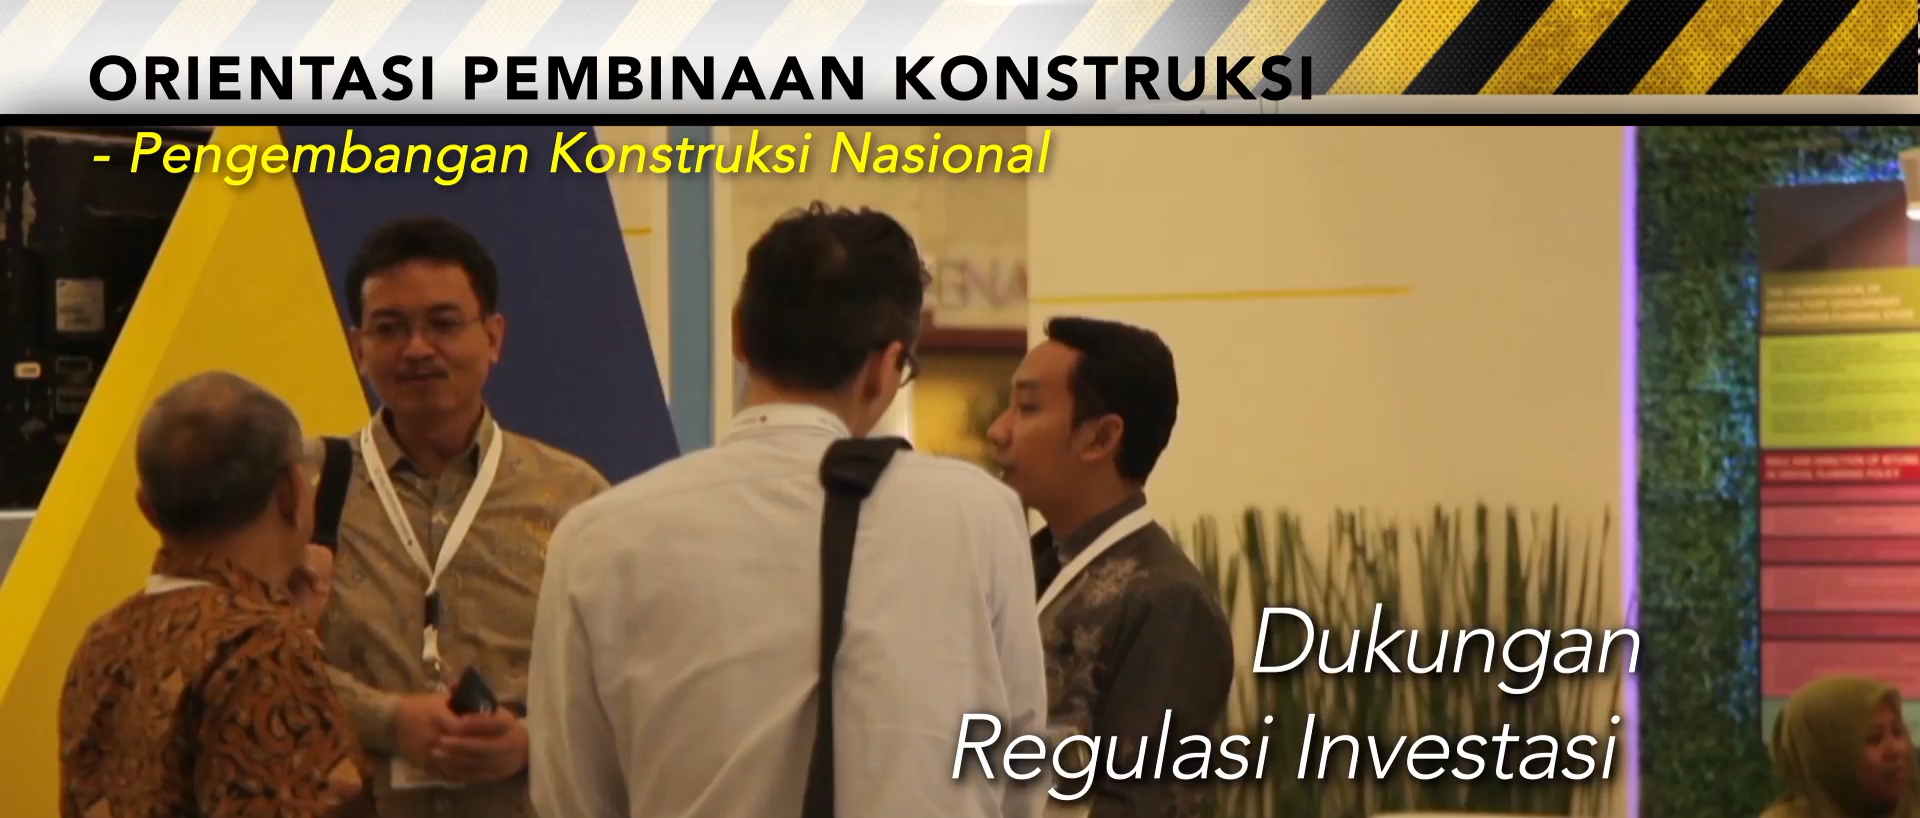 ORIENTASI PEMBINAAN KONSTRUKSI
- Pengembangan Konstruksi Nasional
Dukungan
Regulasi Investasi